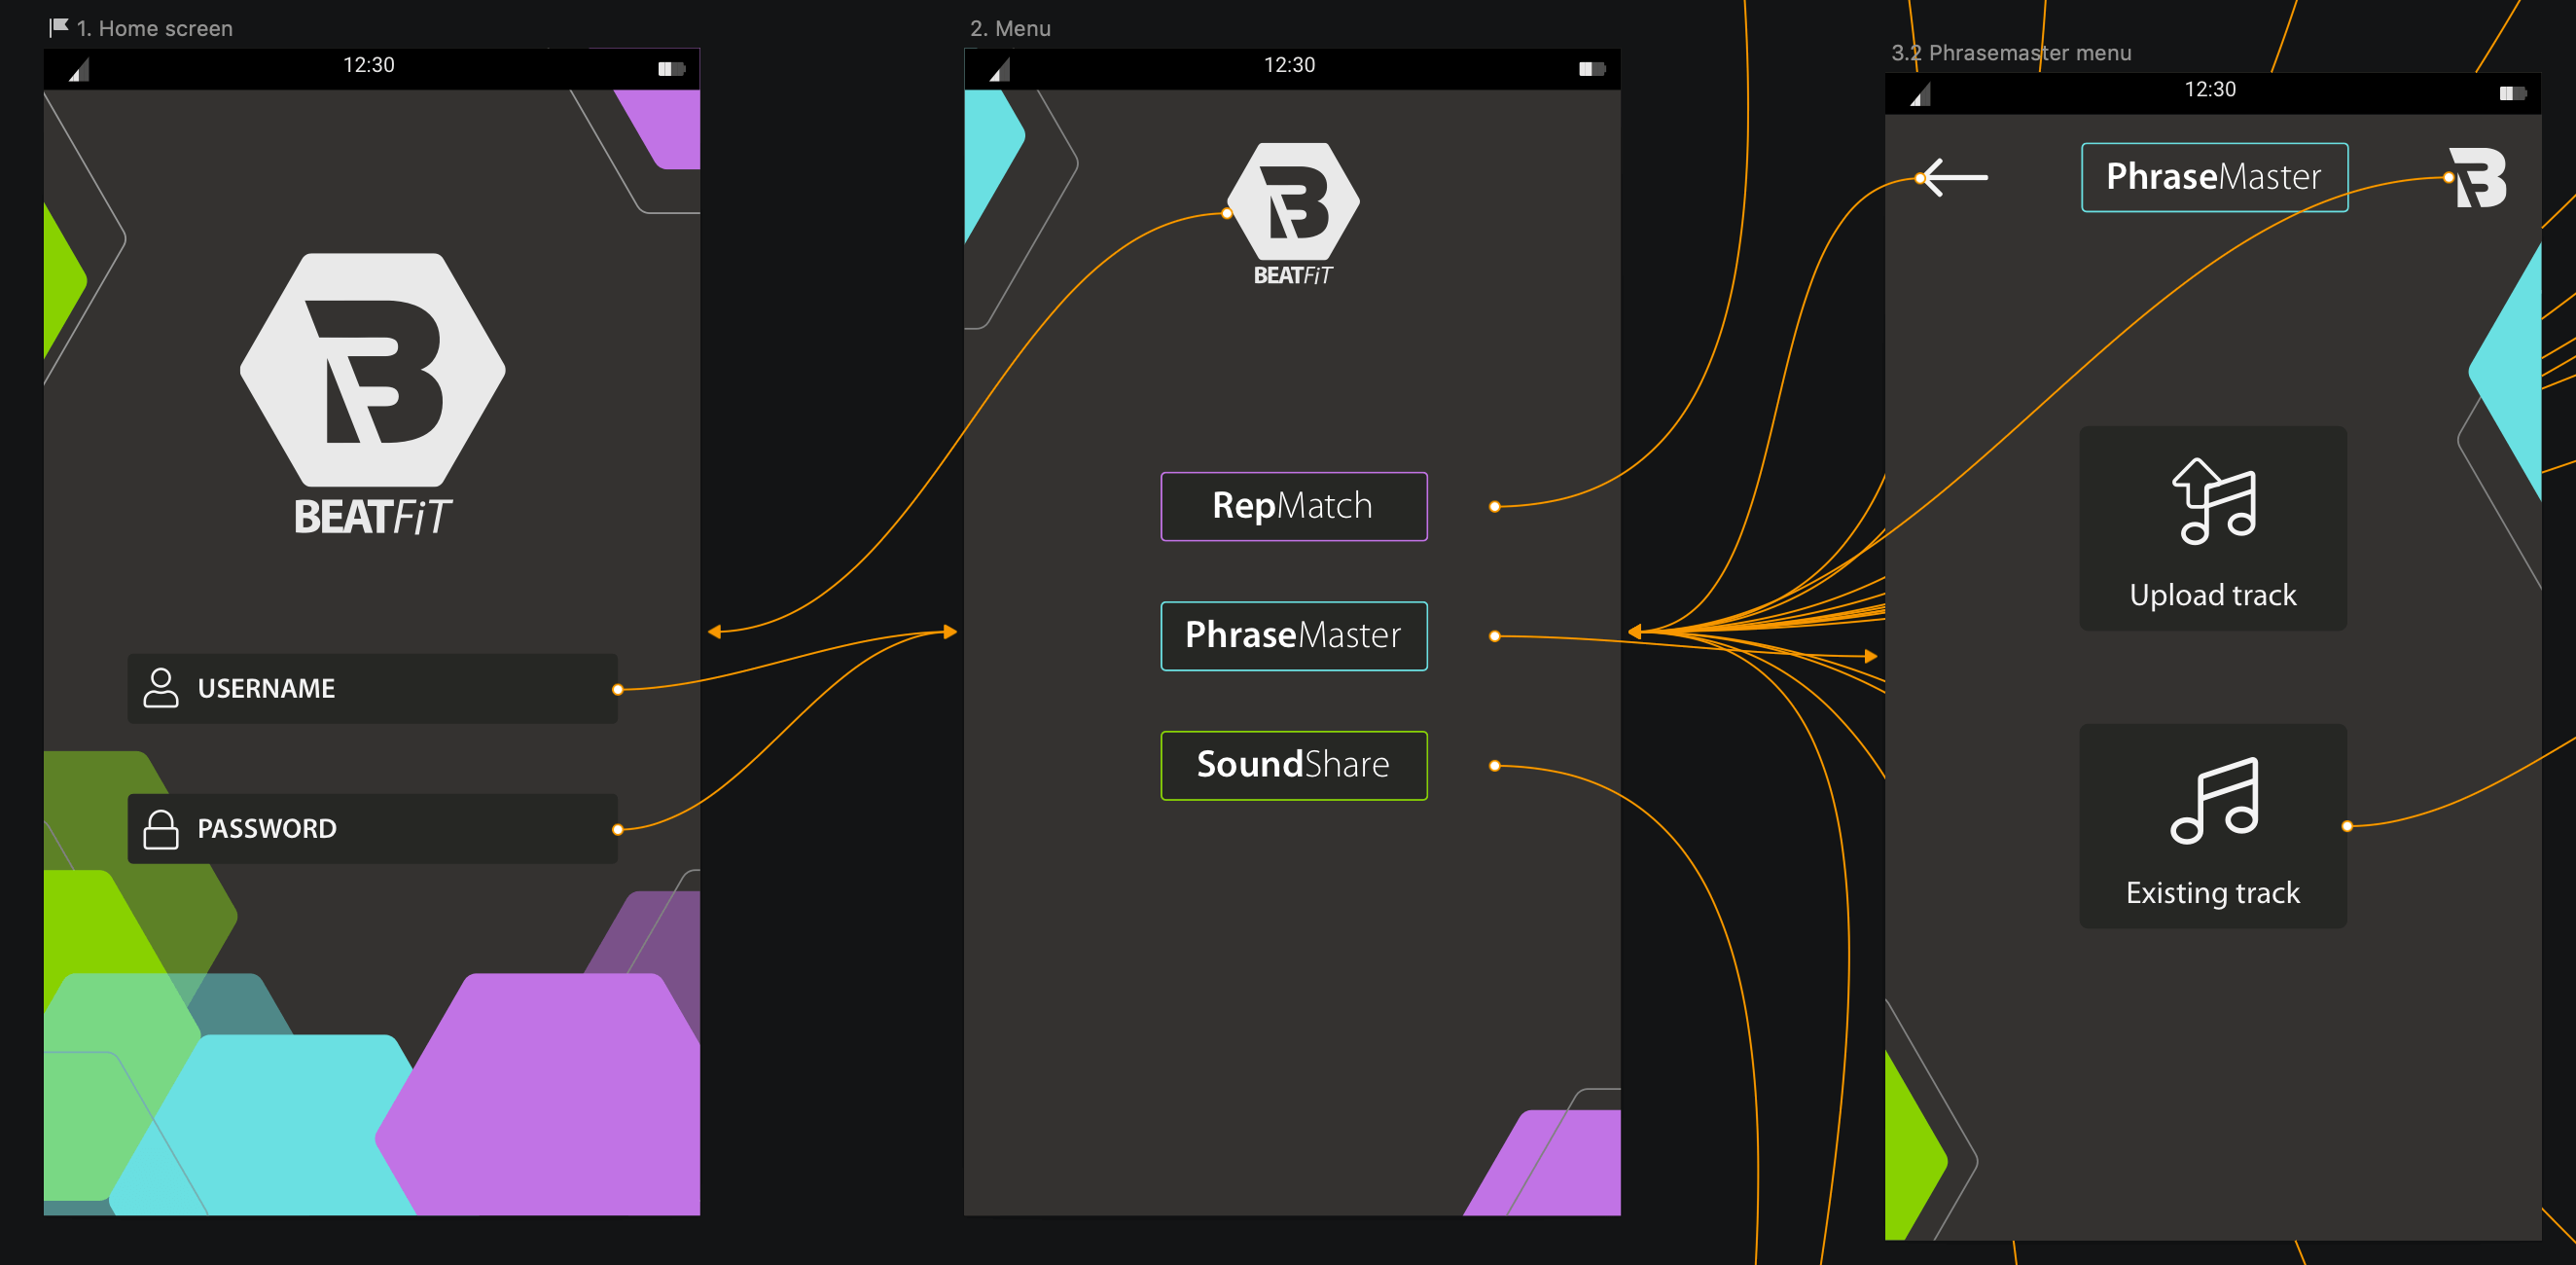 1. Home screen
12:30
BEATFiT
USERNAME
PASSWORD
2. Menu
12:30
BEATFiT
RepMatch
PhraseMaster
SoundShare
3.2 Phrasemaster menu
12:30
PhraseMaster
Upload track
Existing track